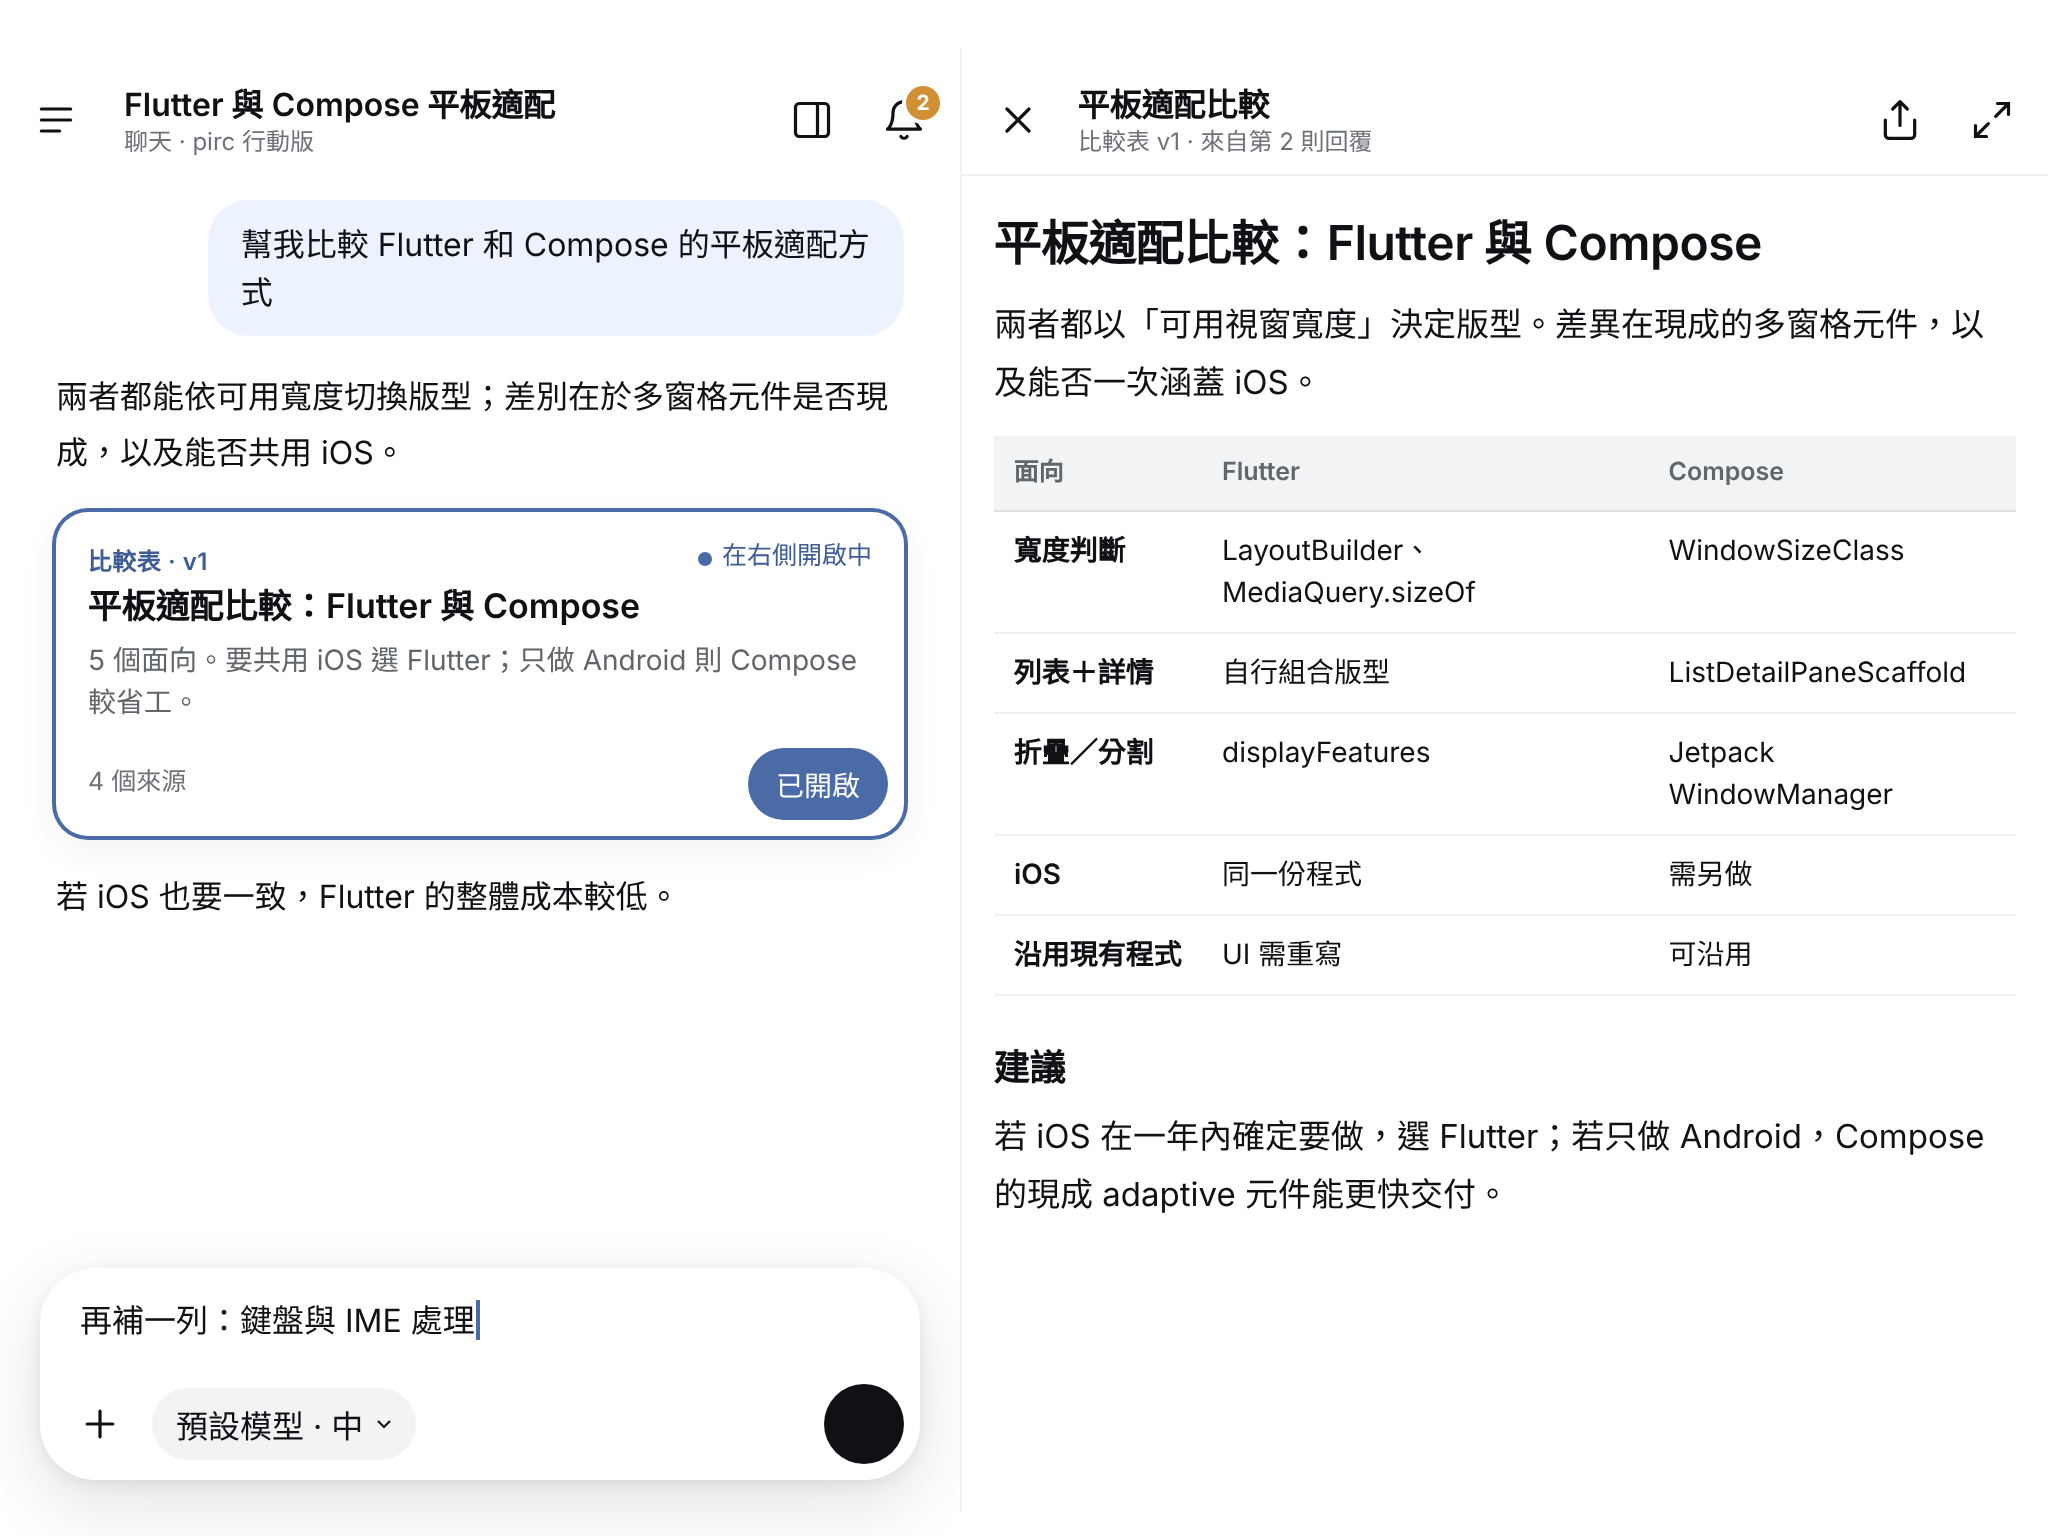 Flutter 與 Compose 平板適配
聊天 · pirc 行動版
2
幫我比較 Flutter 和 Compose 的平板適配方
式
兩者都能依可用寬度切換版型；差別在於多窗格元件是否現
成，以及能否共用 iOS。
比較表 · v1
在右側開啟中
平板適配比較：Flutter 與 Compose
5 個面向。要共用 iOS 選 Flutter；只做 Android 則 Compose
較省工。
4 個來源
已開啟
若 iOS 也要一致，Flutter 的整體成本較低。
再補一列：鍵盤與 IME 處理
預設模型 · 中
平板適配比較
比較表 v1 · 來自第 2 則回覆
平板適配比較：Flutter 與 Compose
兩者都以「可用視窗寬度」決定版型。差異在現成的多窗格元件，以
及能否一次涵蓋 iOS。
面向 Flutter Compose
寬度判斷 LayoutBuilder、 WindowSizeClass
MediaQuery.sizeOf
列表＋詳情 自行組合版型 ListDetailPaneScaffold
折疊／分割 displayFeatures Jetpack
WindowManager
iOS 同一份程式 需另做
沿用現有程式 UI 需重寫 可沿用
建議
若 iOS 在一年內確定要做，選 Flutter；若只做 Android，Compose
的現成 adaptive 元件能更快交付。